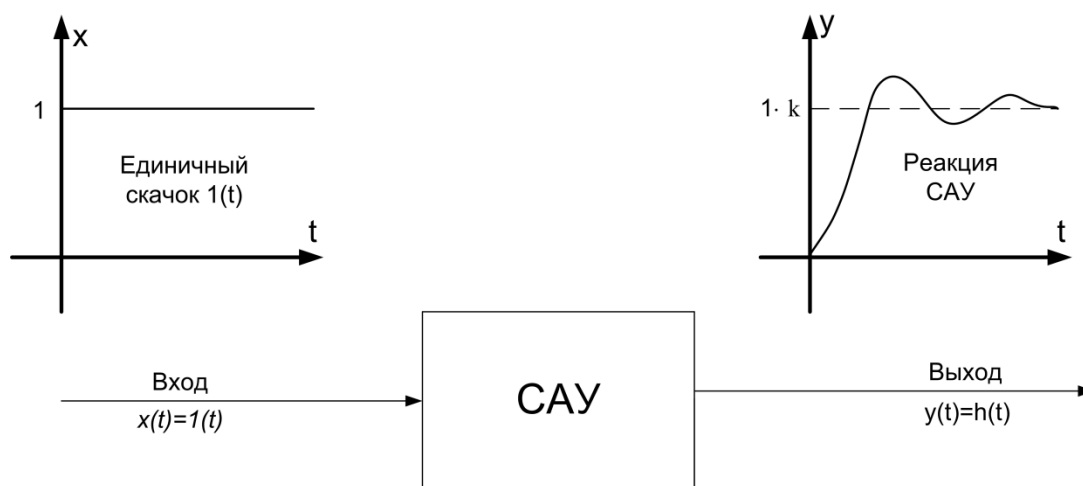 x
1
Единичный
скачок 1(t)
t
y
1· k
Реакция
САУ
t
Вход
x(t)=1(t)
САУ
Выход
y(t)=h(t)